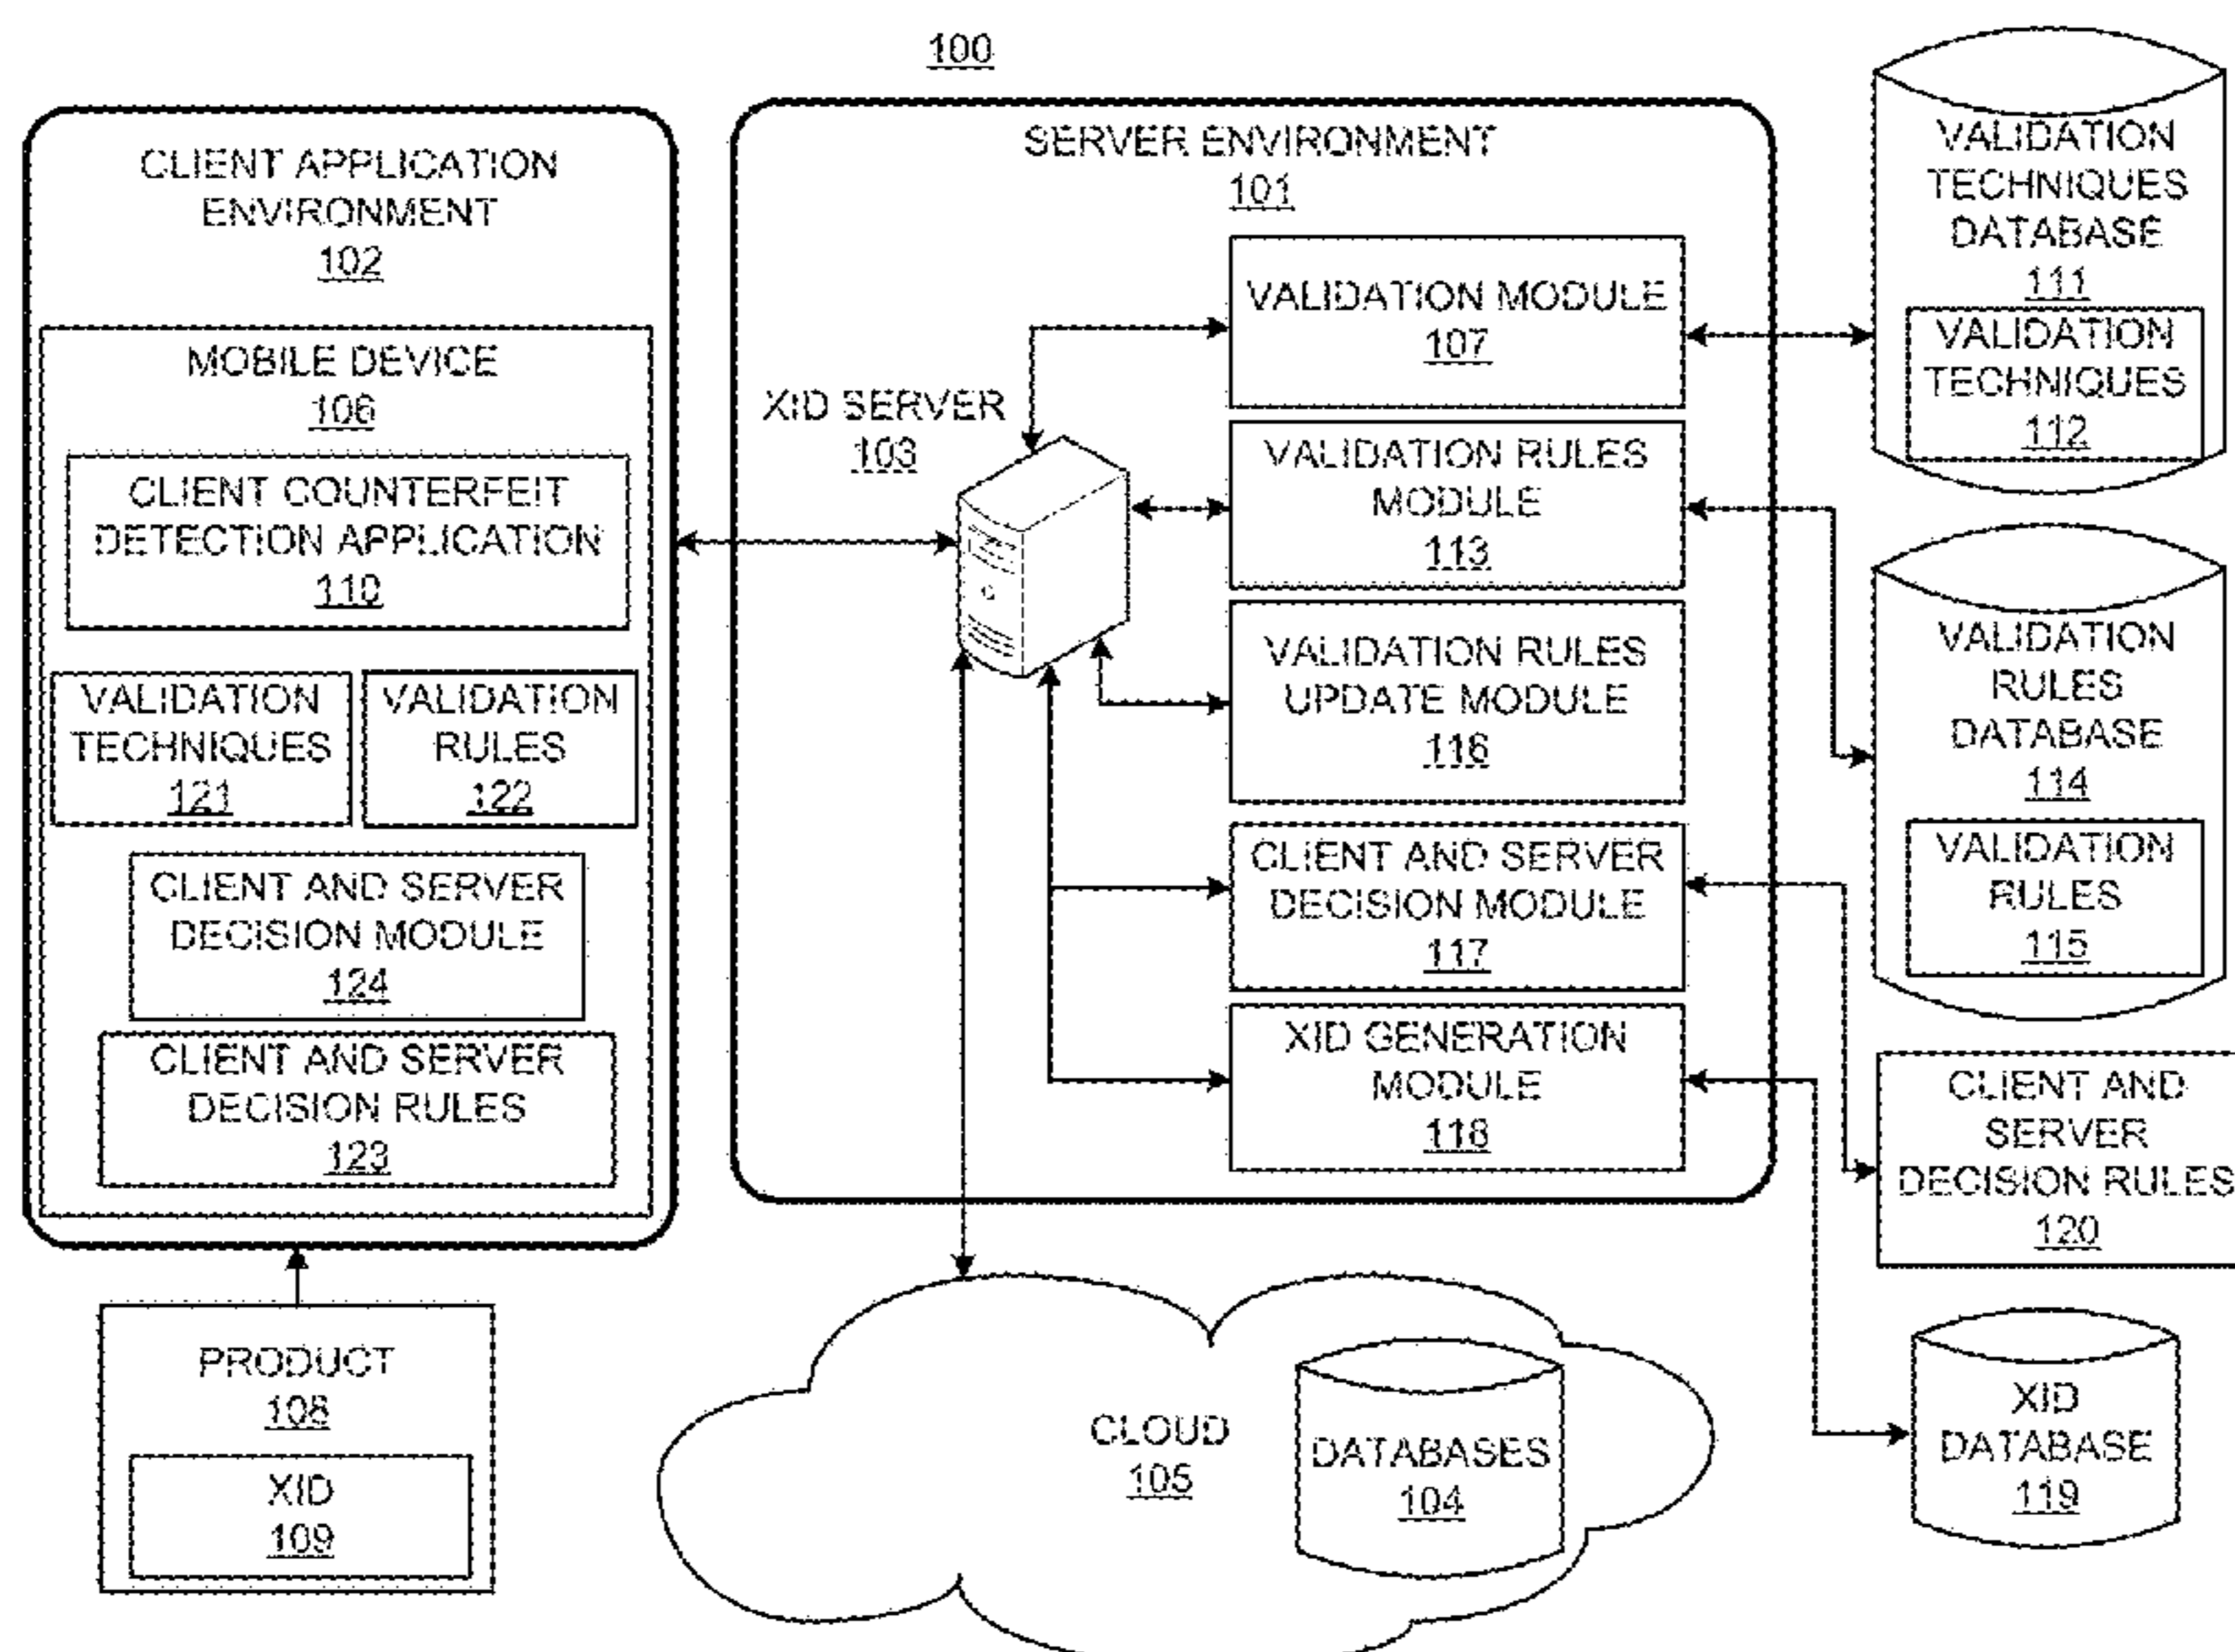 100
CLIENT APPLICATION
ENVIRONMENT
102
MOBILE DEVICE
106
CLIENT COUNTERFEIT
DETECTION APPLICATION
110
VALIDATION
TECHNIQUES
121
VALIDATION
RULES
122
CLIENT AND SERVER
DECISION MODULE
124
CLIENT AND SERVER
DECISION RULES
123
PRODUCT
108
XID
109
SERVER ENVIRONMENT
101
XID SERVER
103
VALIDATION MODULE
107
VALIDATION RULES
MODULE
113
VALIDATION RULES
UPDATE MODULE
116
CLIENT AND SERVER
DECISION MODULE
117
XID GENERATION
MODULE
118
CLOUD
105
DATABASES
104
VALIDATION
TECHNIQUES
DATABASE
111
VALIDATION
TECHNIQUES
112
VALIDATION
RULES
DATABASE
114
VALIDATION
RULES
115
CLIENT AND
SERVER
DECISION RULES
120
XID
DATABASE
119